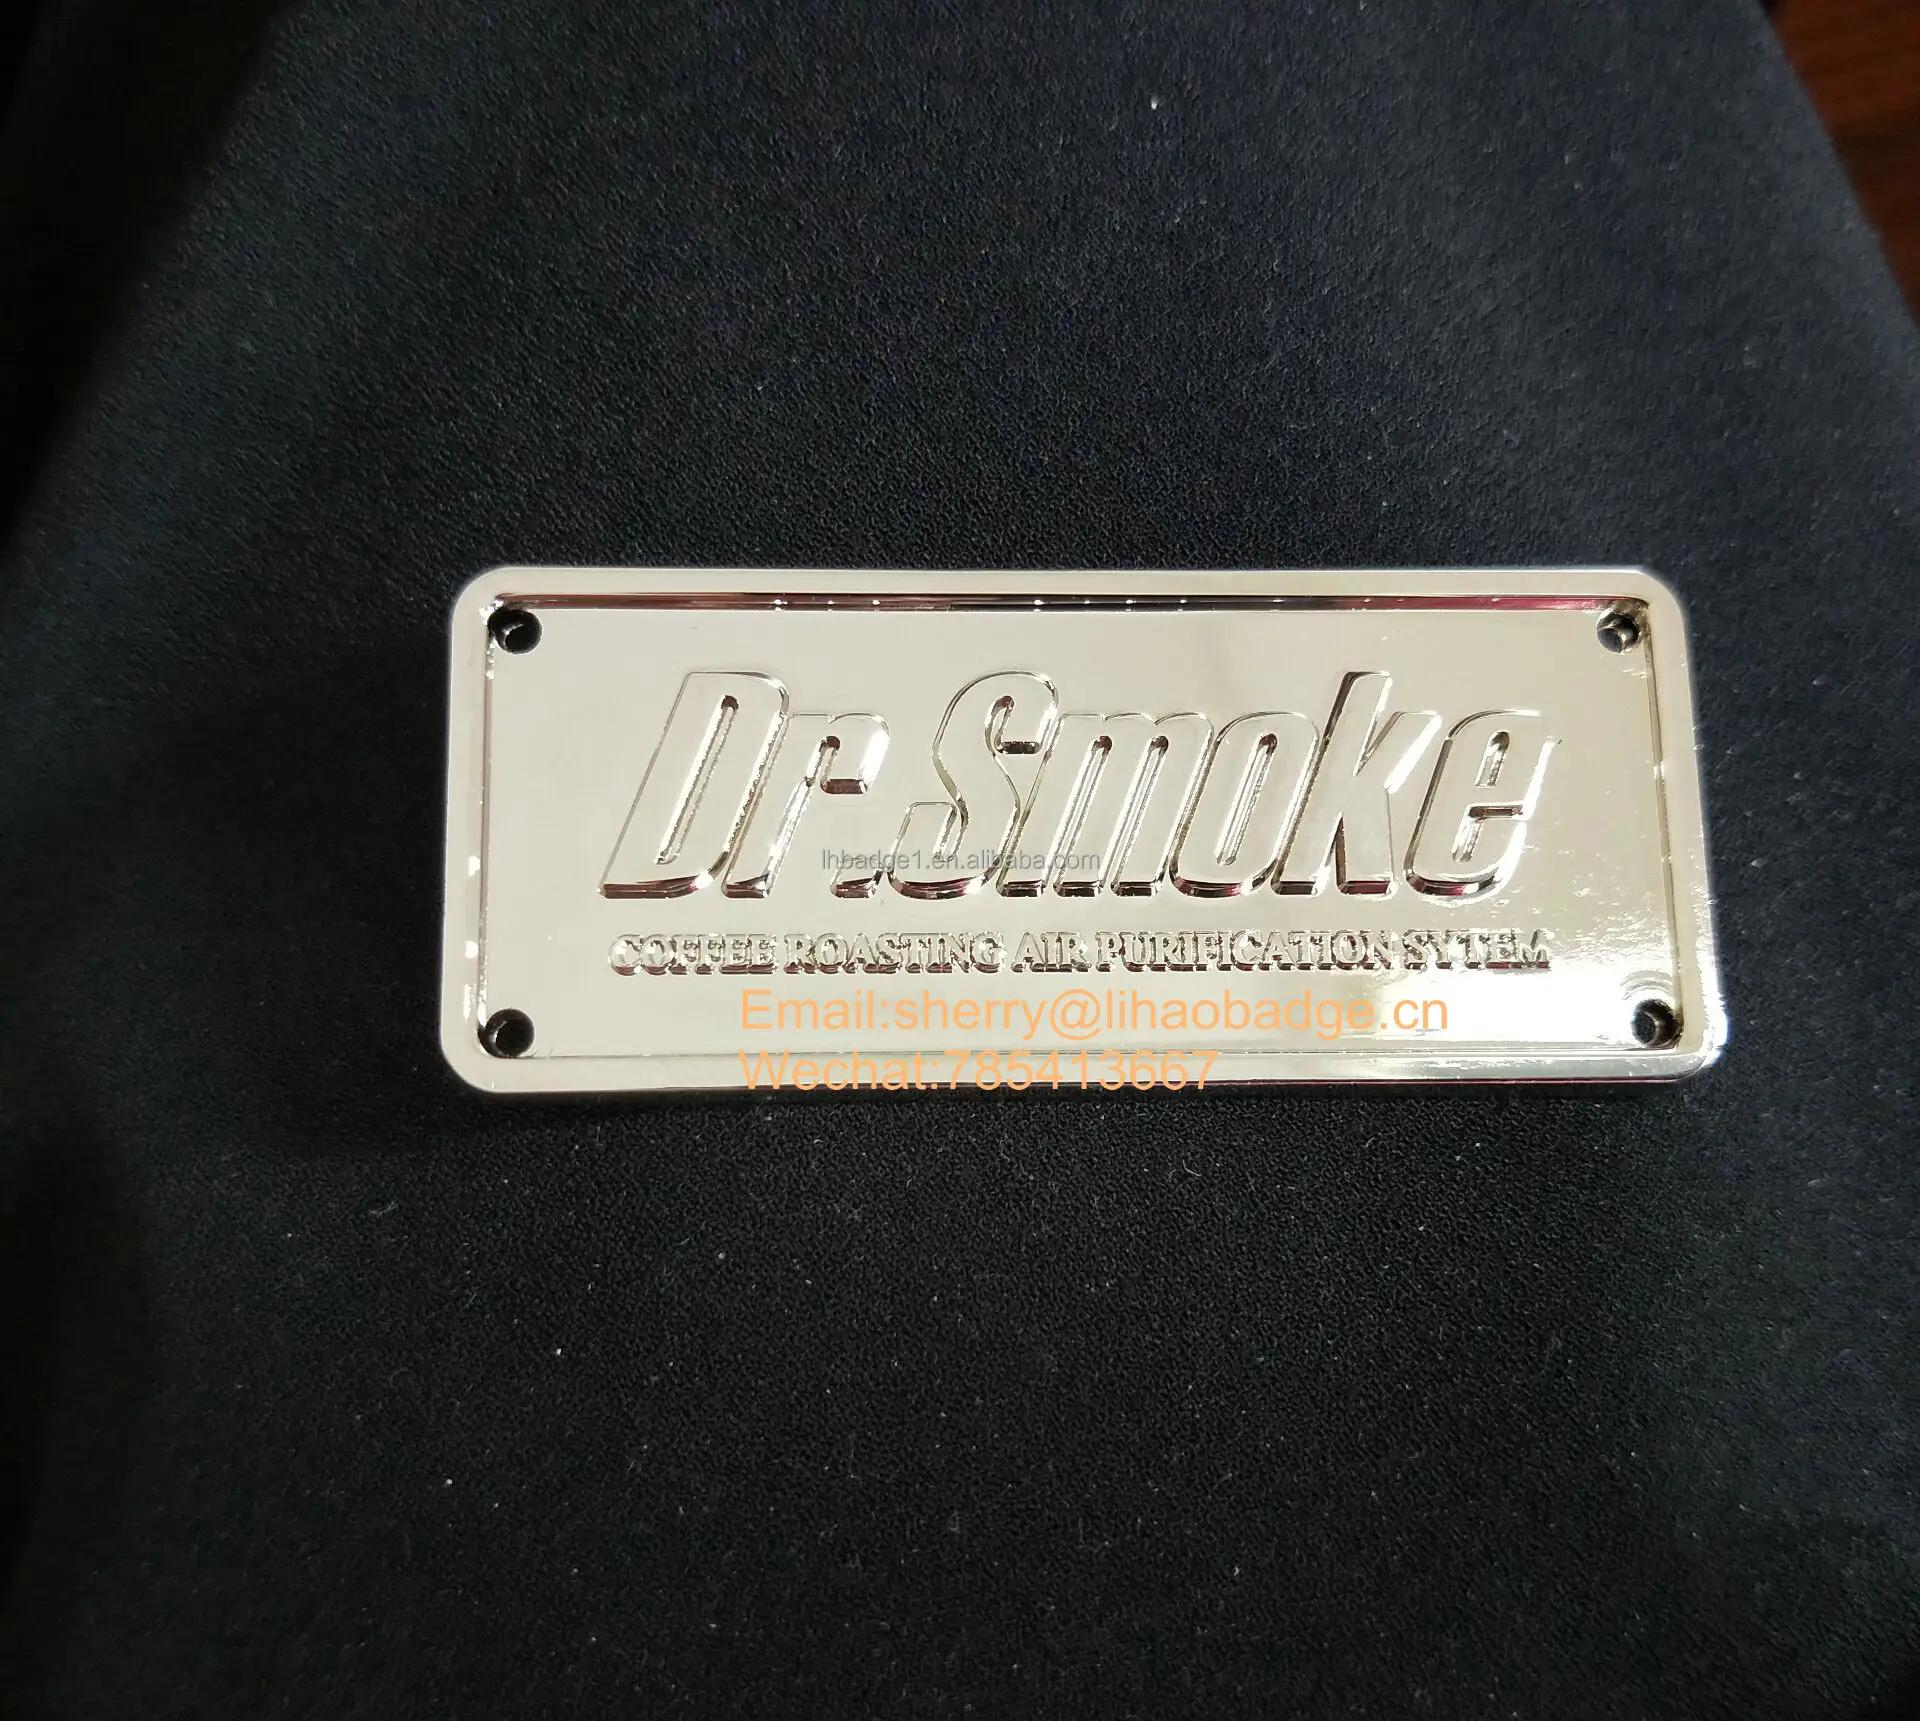 Dr.Smoke
lhbadge1.en.alibaba.com
COFFEE ROASTING AIR PURIFICATION SYTEM
Email:sherry@lihaobadge.cn
Wechat:785413667